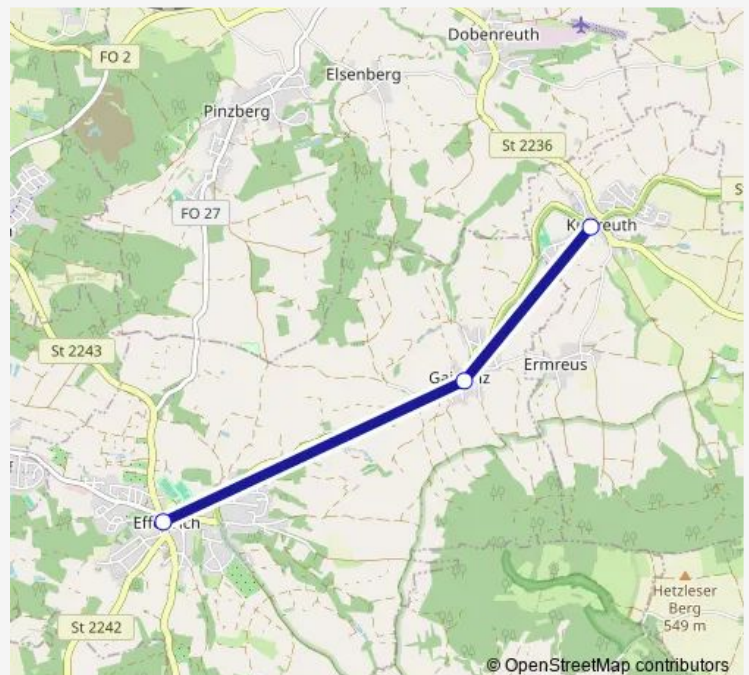 Dobenreuth
FO 2
Elsenberg
Pinzberg
St 2236
S
FO 27
St 2243
Ermreus
Hetzleser
Berg
549 m
St 2242
© OpenStreetMap contributors